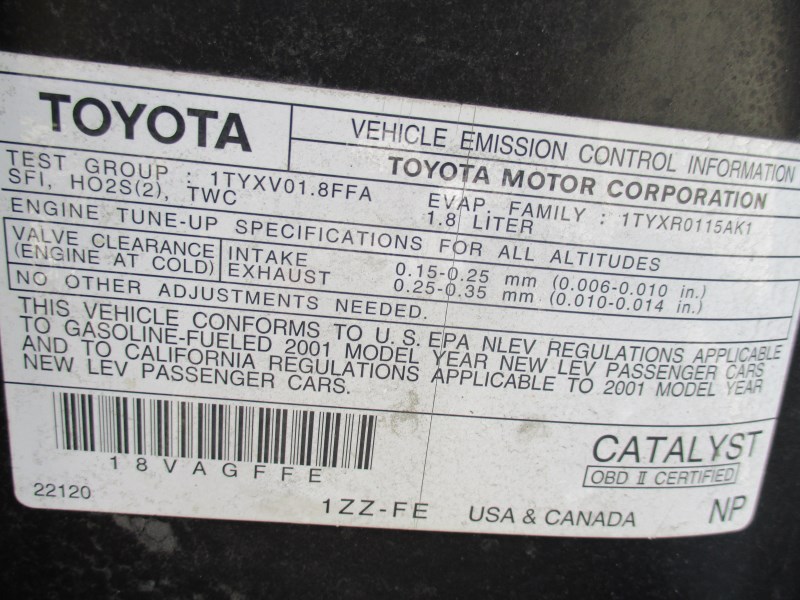 TOYOTA
VEHICLE EMISSION CONTROL INFORMATION
TOYOTA MOTOR CORPORATION
TEST GROUP : 1TYXV01.8FFA
SFI, HO2S(2), TWC
EVAP. FAMILY : 1TYXR0115AK1
1.8 LITER
ENGINE TUNE-UP SPECIFICATIONS FOR ALL ALTITUDES
VALVE CLEARANCE
(ENGINE AT COLD)
INTAKE 0.15-0.25 mm (0.006-0.010 in.)
EXHAUST 0.25-0.35 mm (0.010-0.014 in.)
NO OTHER ADJUSTMENTS NEEDED.
THIS VEHICLE CONFORMS TO U.S. EPA NLEV REGULATIONS APPLICABLE
TO GASOLINE-FUELED 2001 MODEL YEAR NEW LEV PASSENGER CARS
AND TO CALIFORNIA REGULATIONS APPLICABLE TO 2001 MODEL YEAR
NEW LEV PASSENGER CARS.
18VAGFFE
CATALYST
OBD II CERTIFIED
22120
1ZZ-FE
USA & CANADA
NP